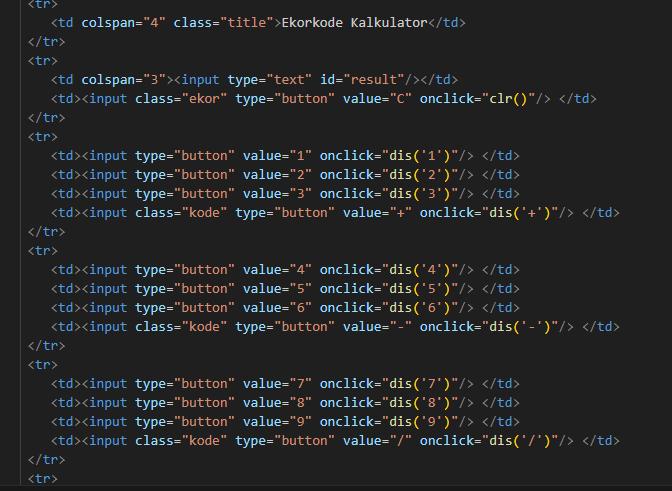 <tr>
<td colspan="4" class="title">Ekorkode Kalkulator</td>
</tr>
<tr>
<td colspan="3"><input type="text" id="result"/></td>
<td><input class="ekor" type="button" value="C" onclick="clr()"/> </td>
</tr>
<tr>
<td><input type="button" value="1" onclick="dis('1')"/> </td>
<td><input type="button" value="2" onclick="dis('2')"/> </td>
<td><input type="button" value="3" onclick="dis('3')"/> </td>
<td><input class="kode" type="button" value="+" onclick="dis('+')"/> </td>
</tr>
<tr>
<td><input type="button" value="4" onclick="dis('4')"/> </td>
<td><input type="button" value="5" onclick="dis('5')"/> </td>
<td><input type="button" value="6" onclick="dis('6')"/> </td>
<td><input class="kode" type="button" value="-" onclick="dis('-')"/> </td>
</tr>
<tr>
<td><input type="button" value="7" onclick="dis('7')"/> </td>
<td><input type="button" value="8" onclick="dis('8')"/> </td>
<td><input type="button" value="9" onclick="dis('9')"/> </td>
<td><input class="kode" type="button" value="/" onclick="dis('/')"/> </td>
</tr>
<tr>